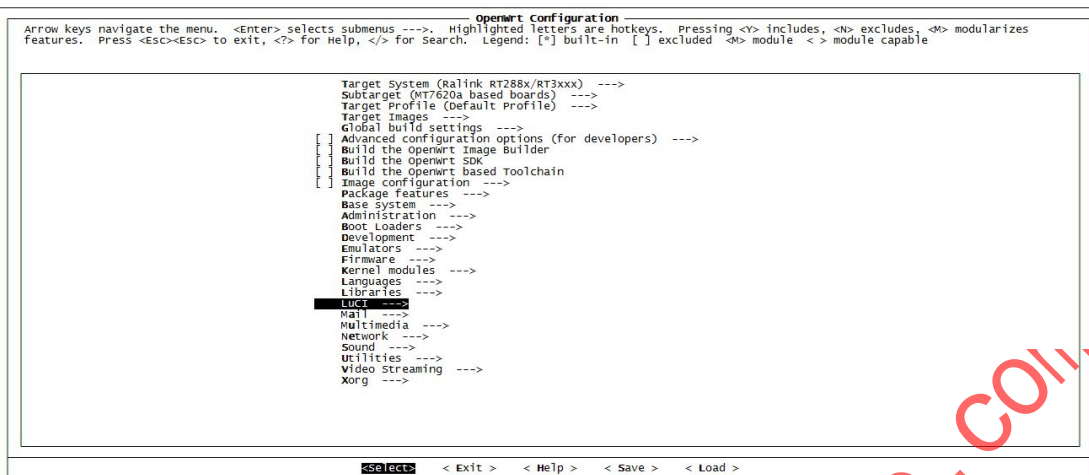 OpenWrt Configuration
Arrow keys navigate the menu. <Enter> selects submenus --->. Highlighted letters are hotkeys. Pressing <Y> includes, <N> excludes, <M> modularizes
features. Press <Esc><Esc> to exit, <?> for Help, </> for Search. Legend: [*] built-in [ ] excluded <M> module < > module capable
Target System (Ralink RT288x/RT3xxx) --->
Subtarget (MT7620a based boards) --->
Target Profile (Default Profile) --->
Target Images --->
Global build settings --->
[ ] Advanced configuration options (for developers) --->
[ ] Build the OpenWrt Image Builder
[ ] Build the OpenWrt SDK
[ ] Build the OpenWrt based Toolchain
[ ] Image configuration --->
Package features --->
Base system --->
Administration --->
Boot Loaders --->
Development --->
Emulators --->
Firmware --->
Kernel modules --->
Languages --->
Libraries --->
LuCI --->
Mail --->
Multimedia --->
Network --->
Sound --->
Utilities --->
Video Streaming --->
Xorg --->
<Select> < Exit > < Help > < Save > < Load >